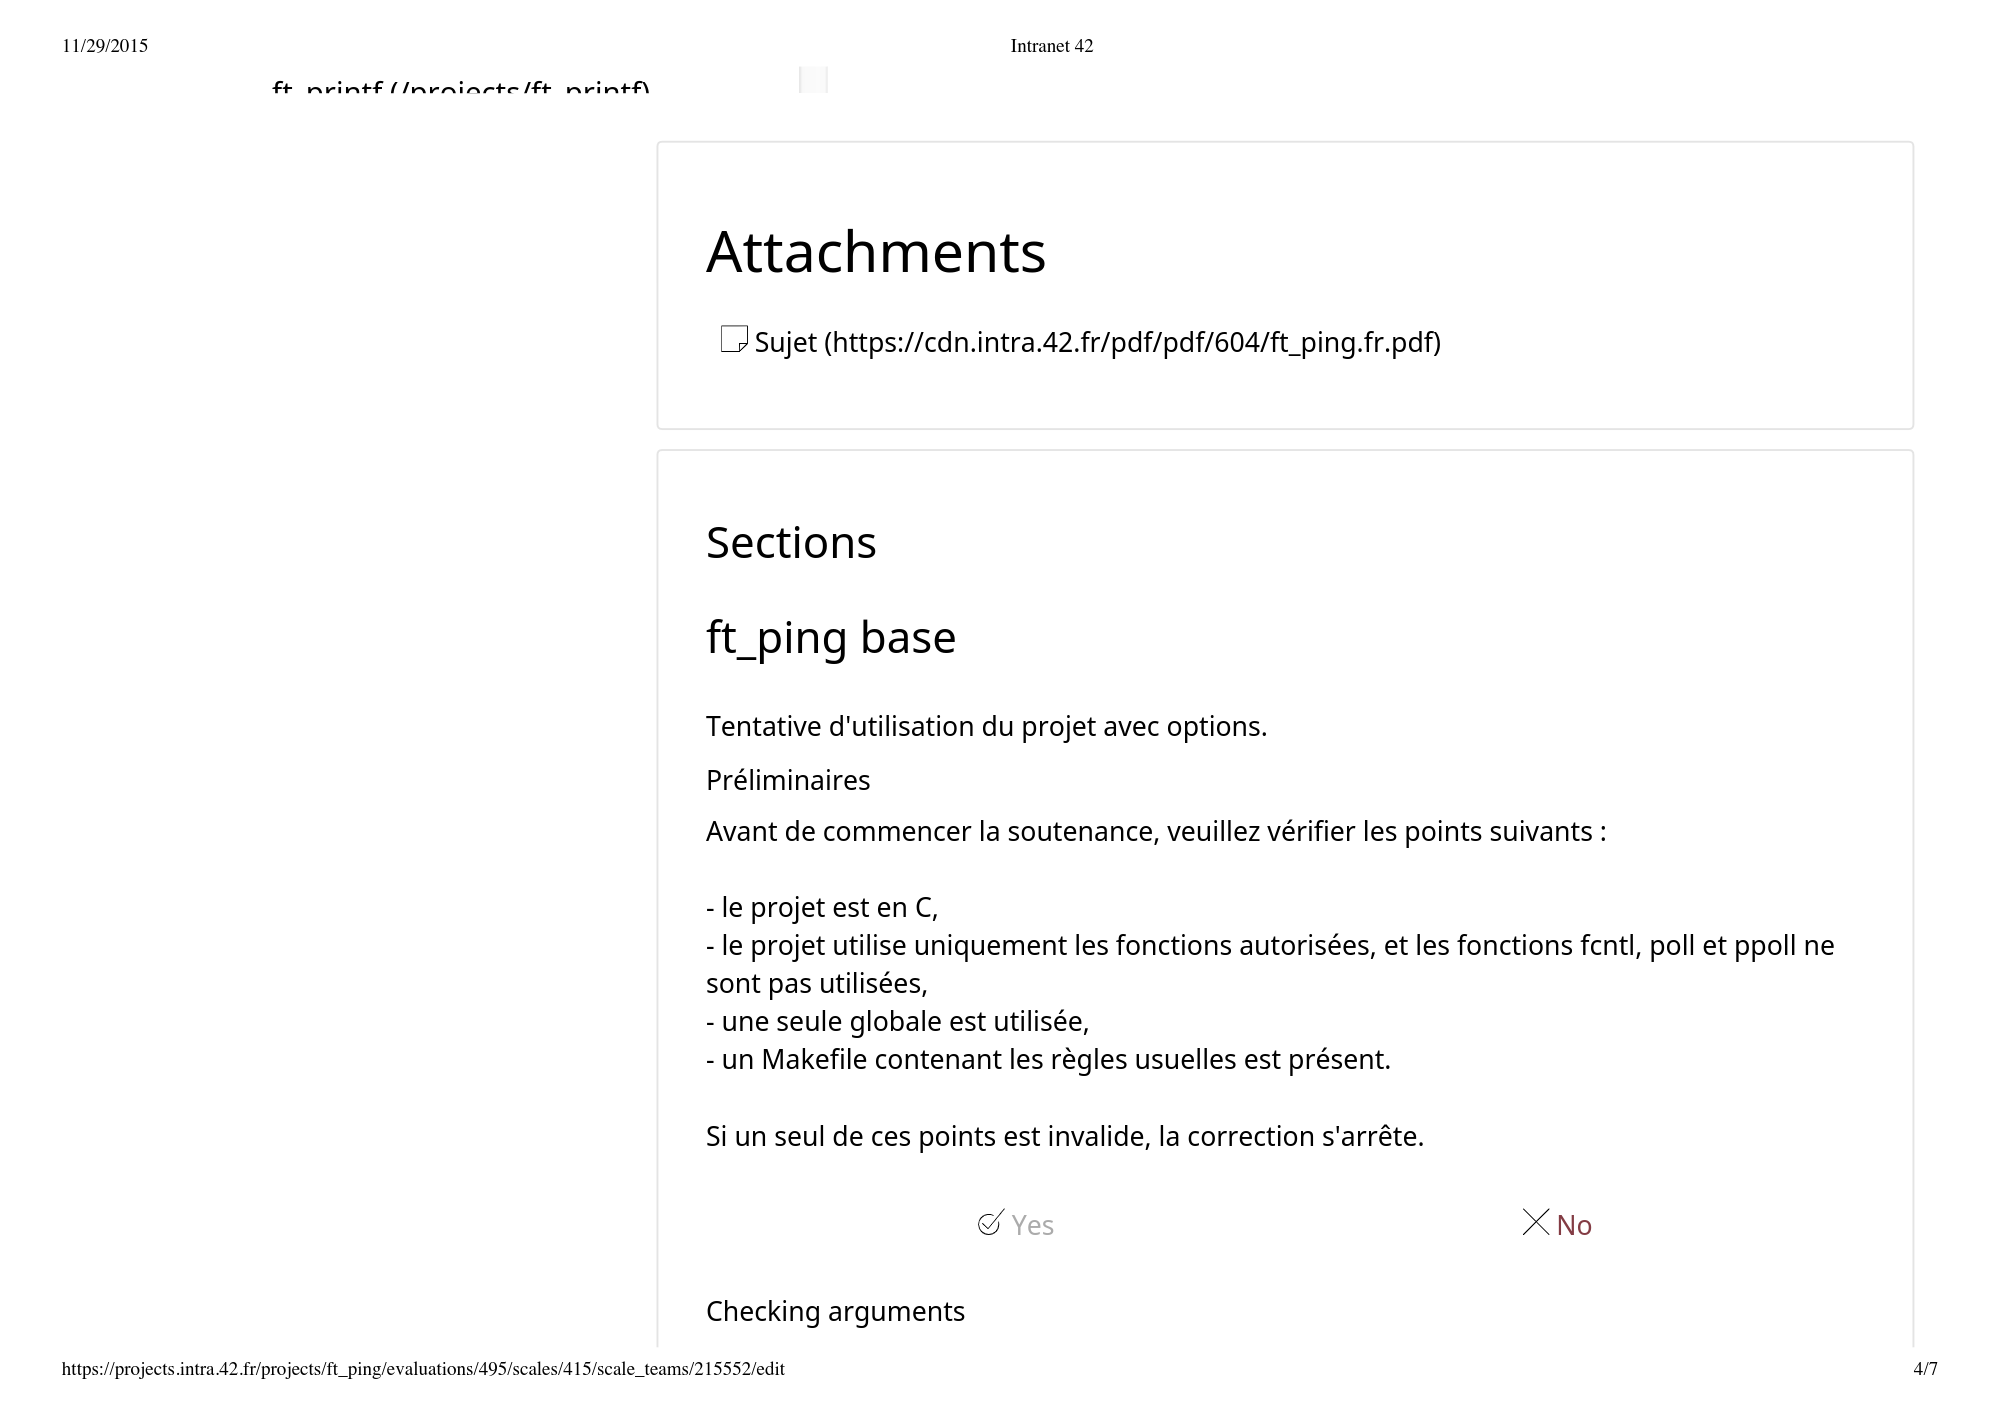 11/29/2015 Intranet 42
ft_printf (/projects/ft_printf)
Attachments
Sujet (https://cdn.intra.42.fr/pdf/pdf/604/ft_ping.fr.pdf)
Sections
ft_ping base
Tentative d'utilisation du projet avec options.
Préliminaires
Avant de commencer la soutenance, veuillez vérifier les points suivants :
- le projet est en C,
- le projet utilise uniquement les fonctions autorisées, et les fonctions fcntl, poll et ppoll ne
sont pas utilisées,
- une seule globale est utilisée,
- un Makefile contenant les règles usuelles est présent.
Si un seul de ces points est invalide, la correction s'arrête.
Yes No
Checking arguments
https://projects.intra.42.fr/projects/ft_ping/evaluations/495/scales/415/scale_teams/215552/edit 4/7